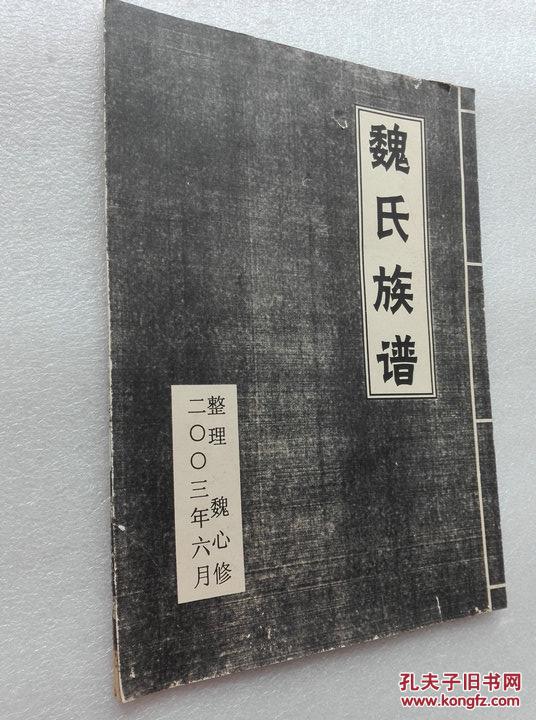 魏氏族谱
整理 魏心修
二〇〇三年六月
孔夫子旧书网
www.kongfz.com